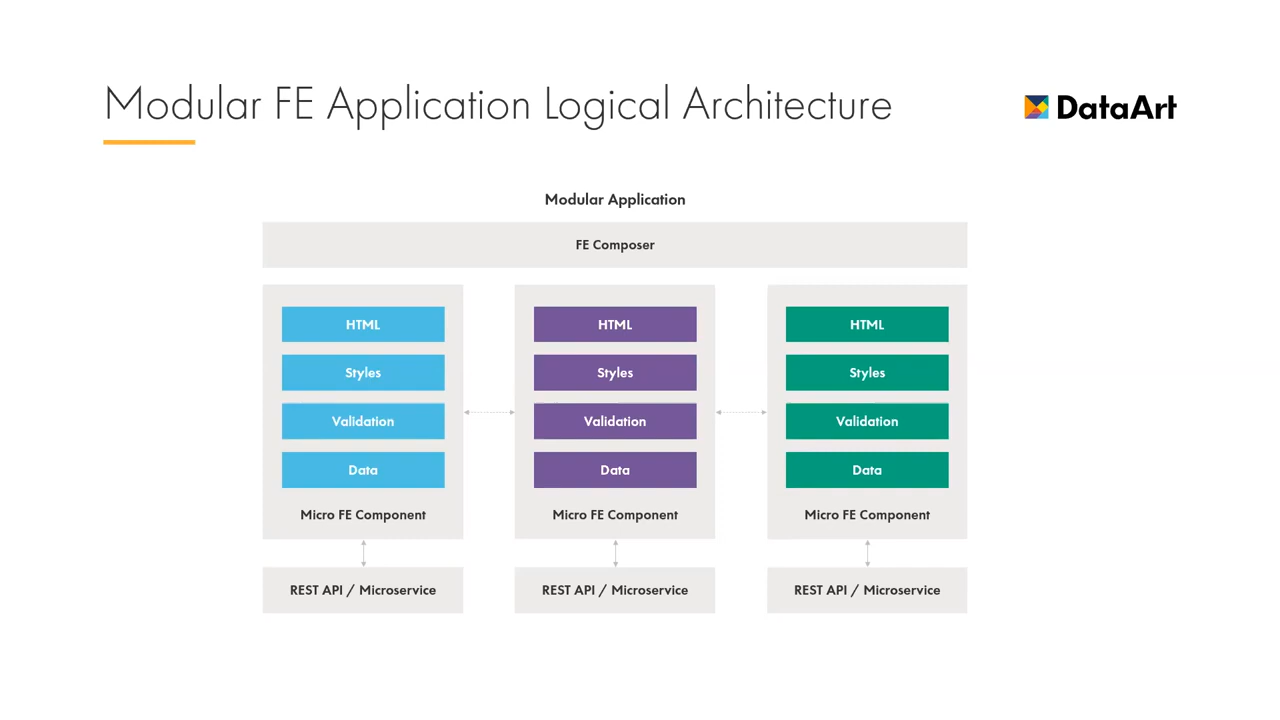 Modular FE Application Logical Architecture
DataArt
Modular Application
FE Composer
HTML
Styles
Validation
Data
Micro FE Component
REST API / Microservice
HTML
Styles
Validation
Data
Micro FE Component
REST API / Microservice
HTML
Styles
Validation
Data
Micro FE Component
REST API / Microservice